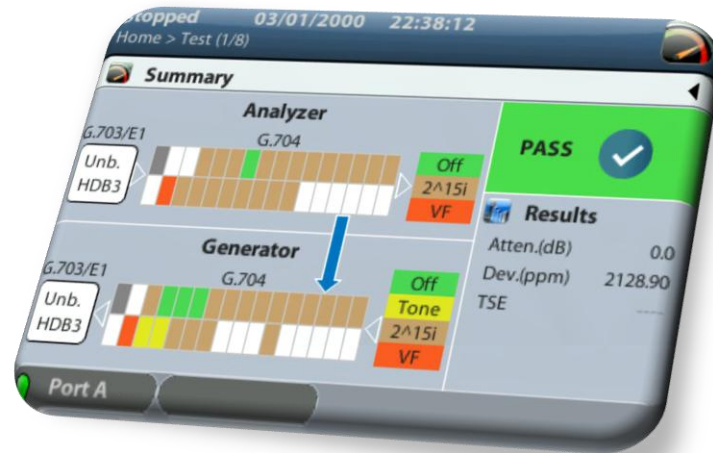 Stopped 03/01/2000 22:38:12
Home > Test (1/8)
Summary
Analyzer
G.703/E1
G.704
Unb.
HDB3
Off
2^15i
VF
Generator
G.703/E1
G.704
Unb.
HDB3
Off
Tone
2^15i
VF
PASS
Results
Atten.(dB) 0.0
Dev.(ppm) 2128.90
TSE ----
Port A